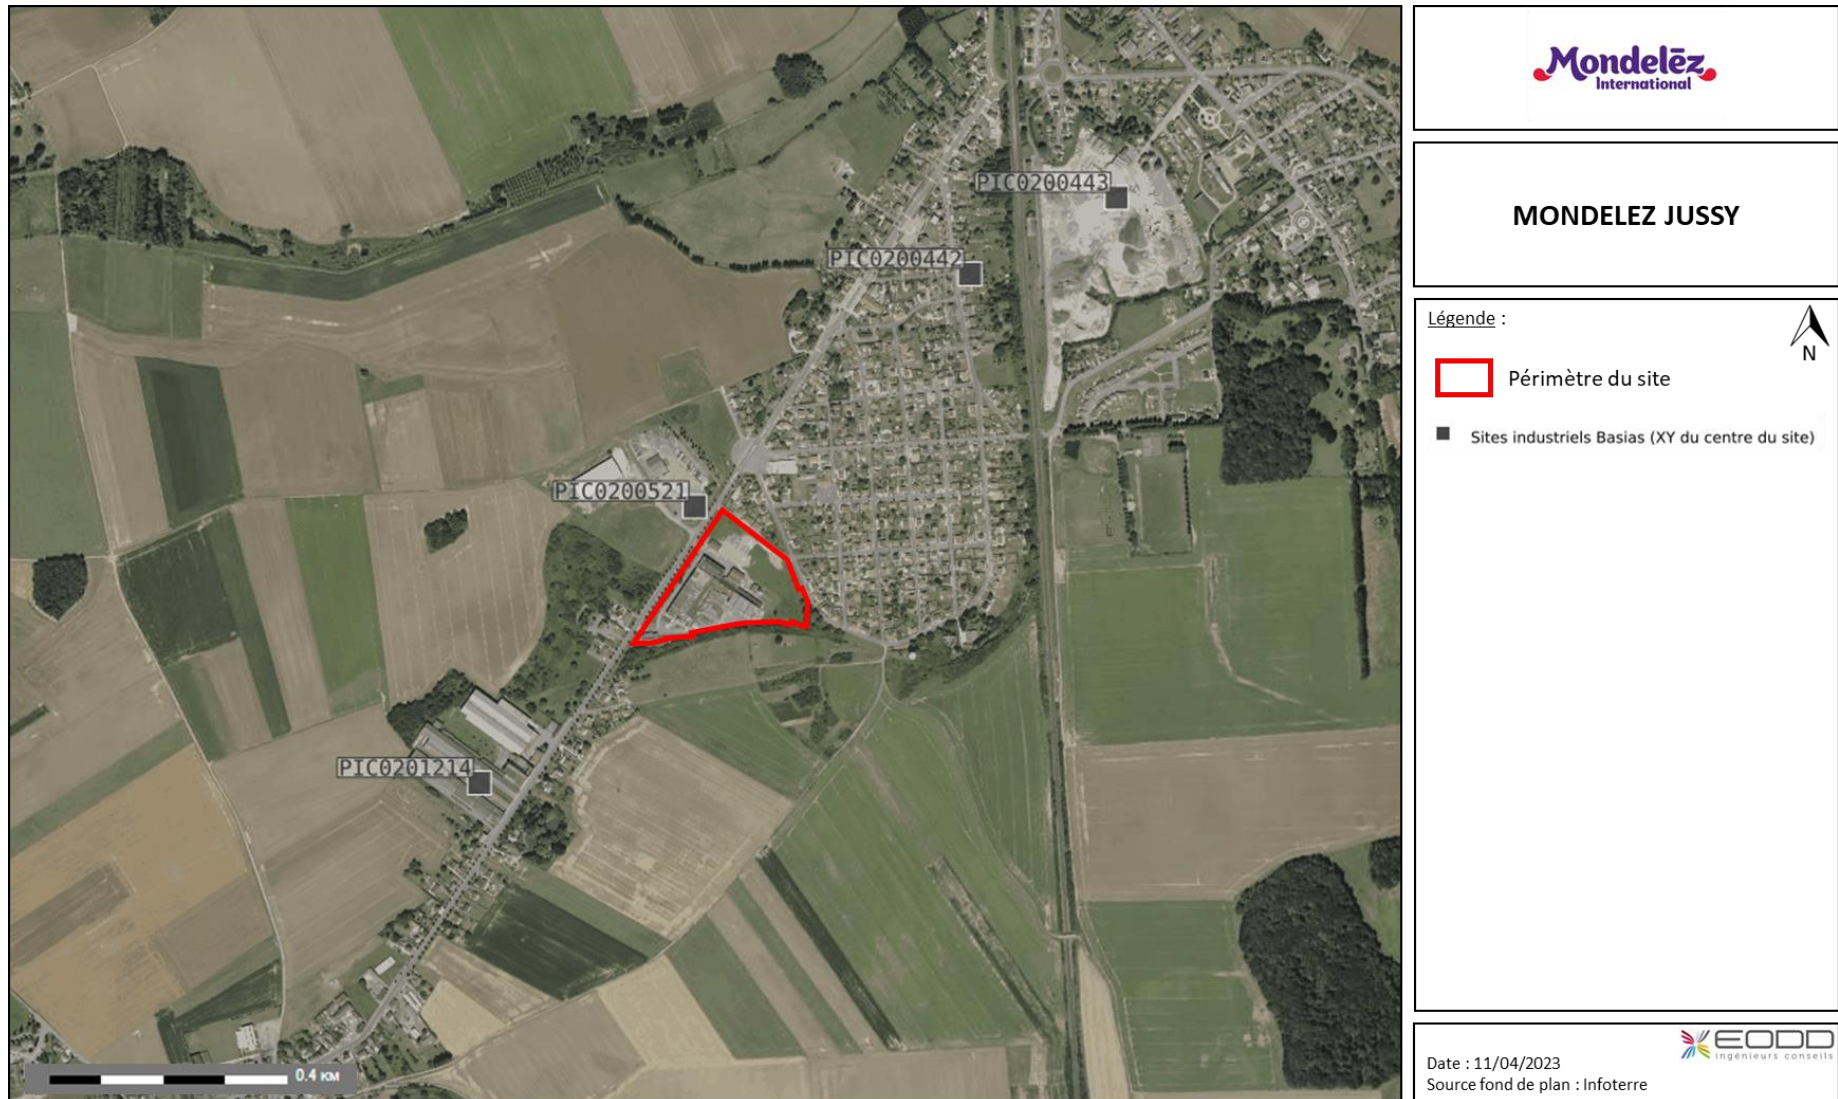 PIC0200443
PIC0200442
PIC0200521
PIC0201214
0.4 KM
Mondelēz
International
MONDELEZ JUSSY
Légende :
N
Périmètre du site
Sites industriels Basias (XY du centre du site)
EODD
ingénieurs conseils
Date : 11/04/2023
Source fond de plan : Infoterre